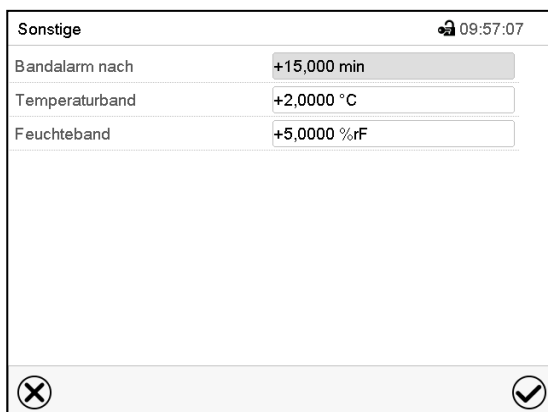 Sonstige 09:57:07
Bandalarm nach +15,000 min
Temperaturband +2,0000 °C
Feuchteband +5,0000 %rF